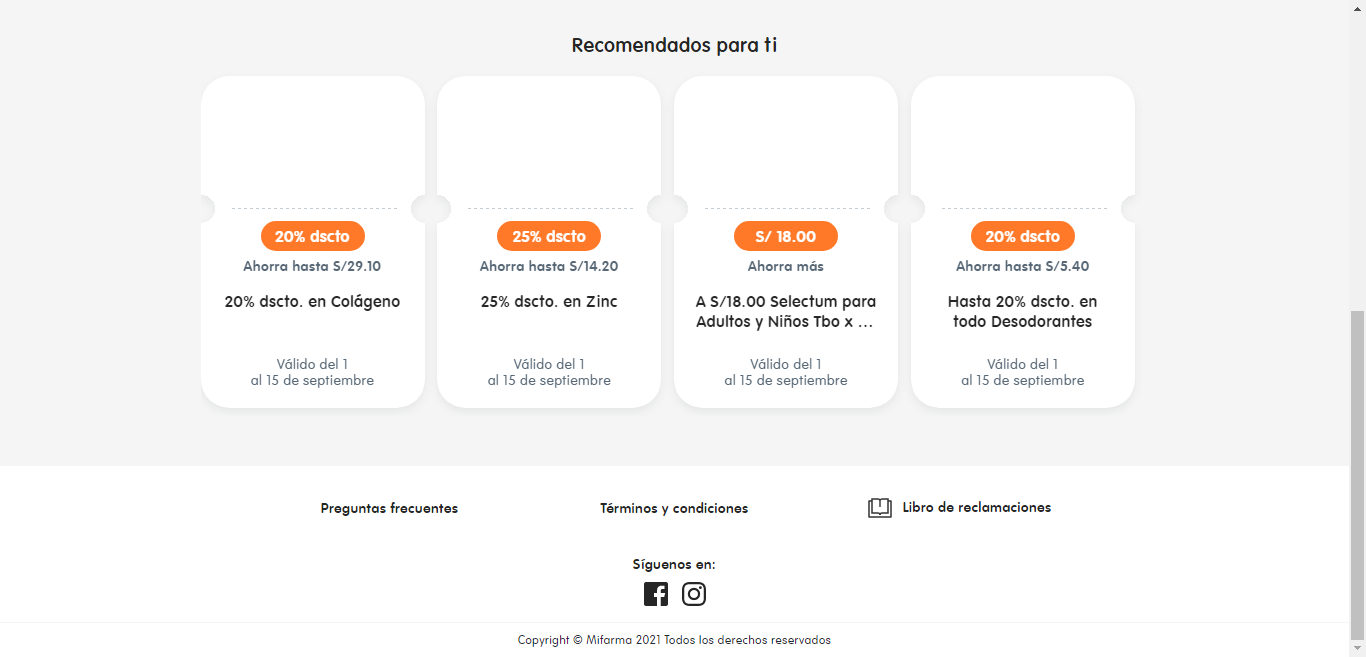 Recomendados para ti
20% dscto
Ahorra hasta S/29.10
20% dscto. en Colágeno
Válido del 1
al 15 de septiembre
25% dscto
Ahorra hasta S/14.20
25% dscto. en Zinc
Válido del 1
al 15 de septiembre
S/ 18.00
Ahorra más
A S/18.00 Selectum para
Adultos y Niños Tbo x ...
Válido del 1
al 15 de septiembre
20% dscto
Ahorra hasta S/5.40
Hasta 20% dscto. en
todo Desodorantes
Válido del 1
al 15 de septiembre
Preguntas frecuentes
Términos y condiciones
Libro de reclamaciones
Síguenos en:
Copyright © Mifarma 2021 Todos los derechos reservados